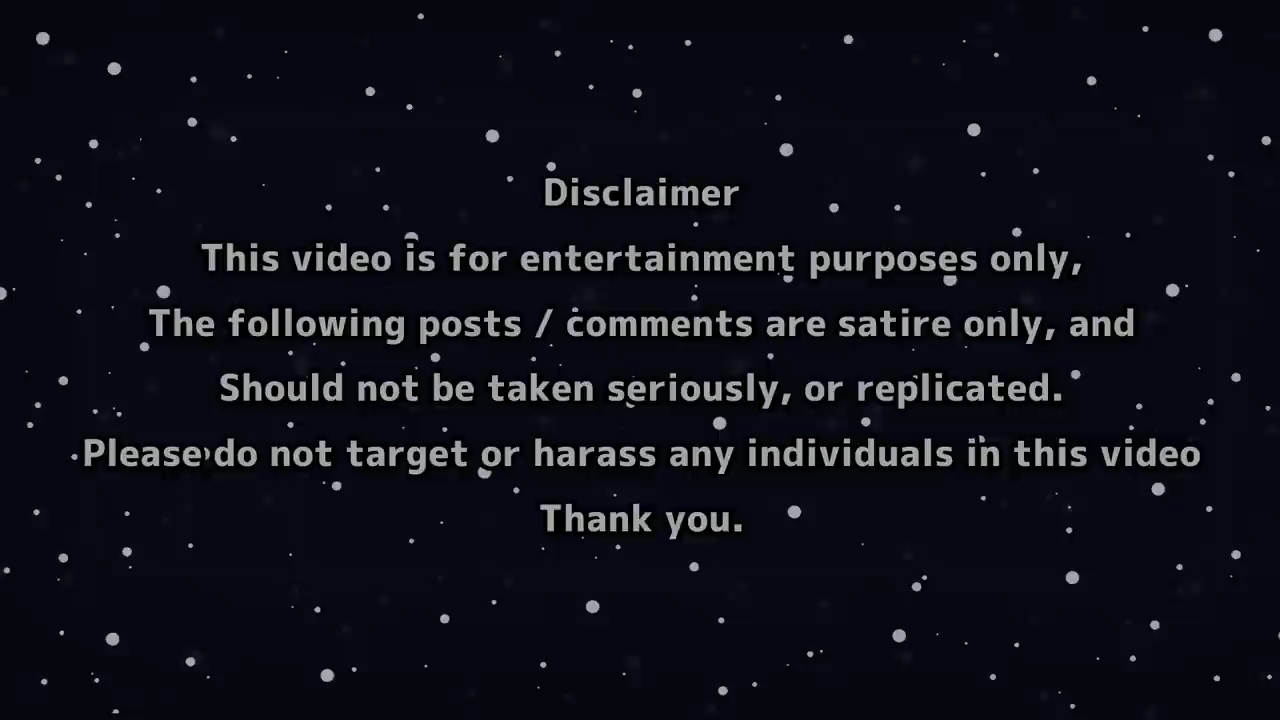 Disclaimer
This video is for entertainment purposes only,
The following posts / comments are satire only, and
Should not be taken seriously, or replicated.
Please do not target or harass any individuals in this video
Thank you.